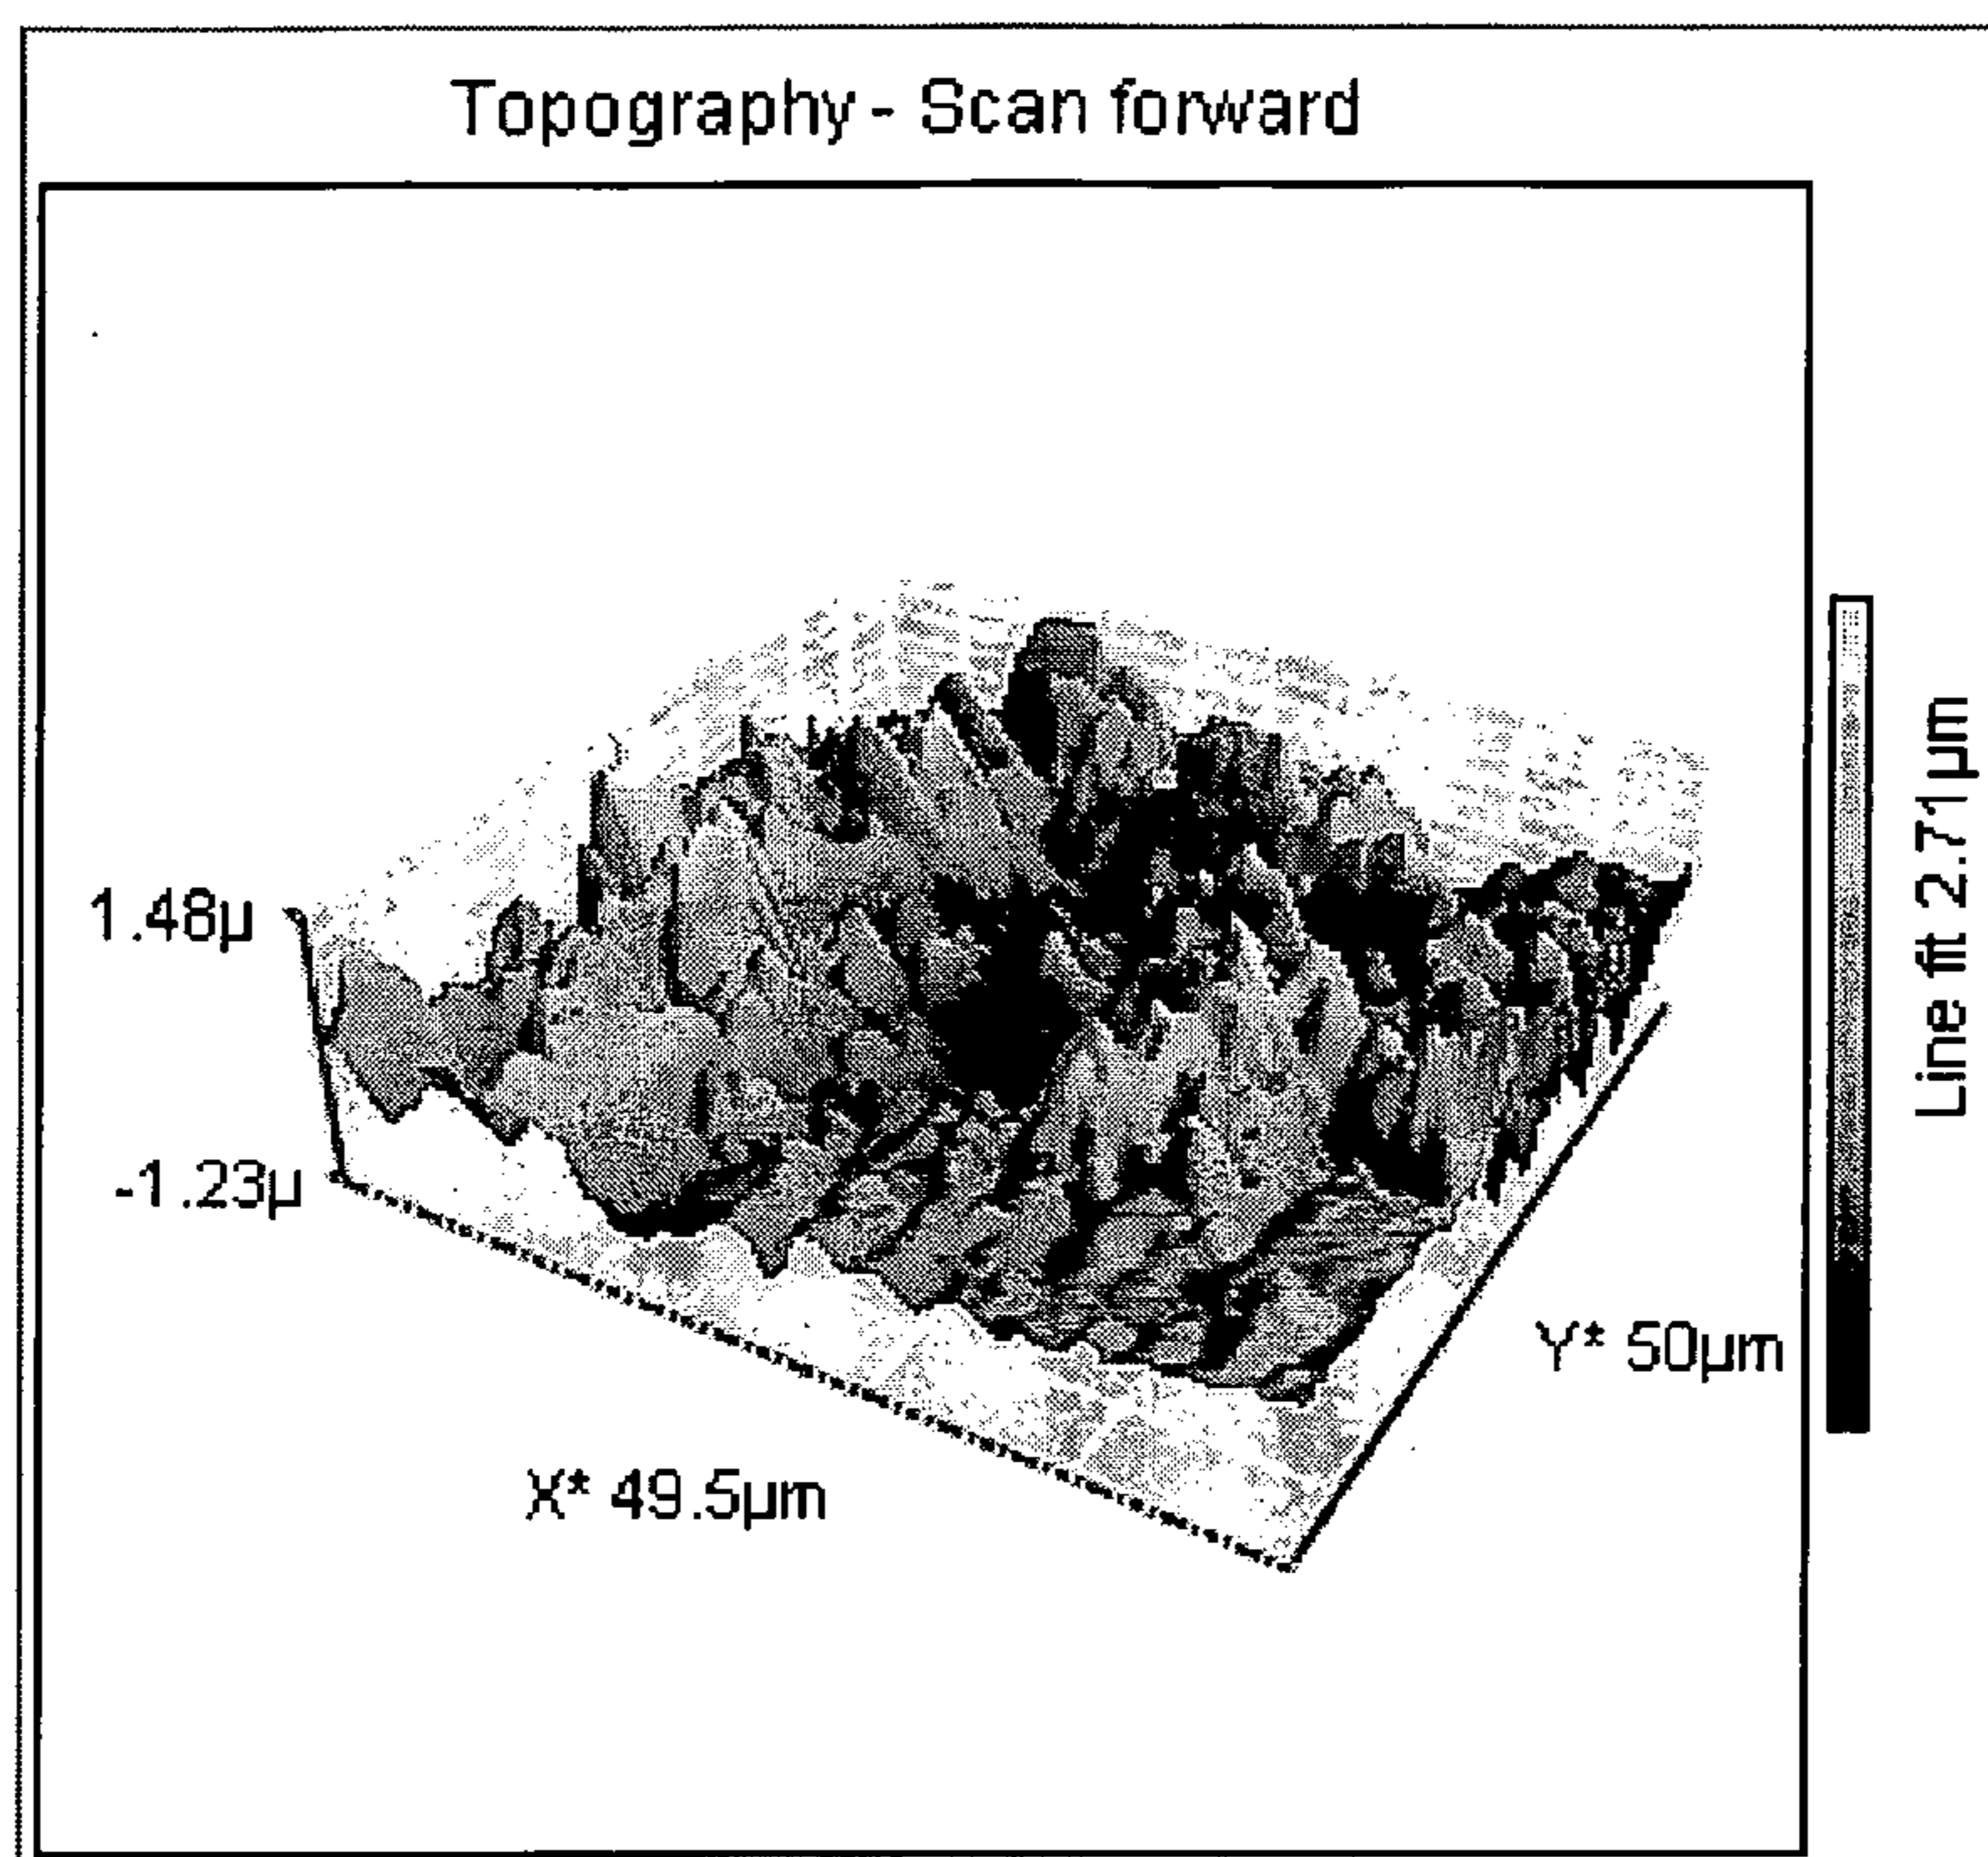 Topography - Scan forward
1.48µ
-1.23µ
X* 49.5µm
Y* 50µm
Line fit 2.71µm